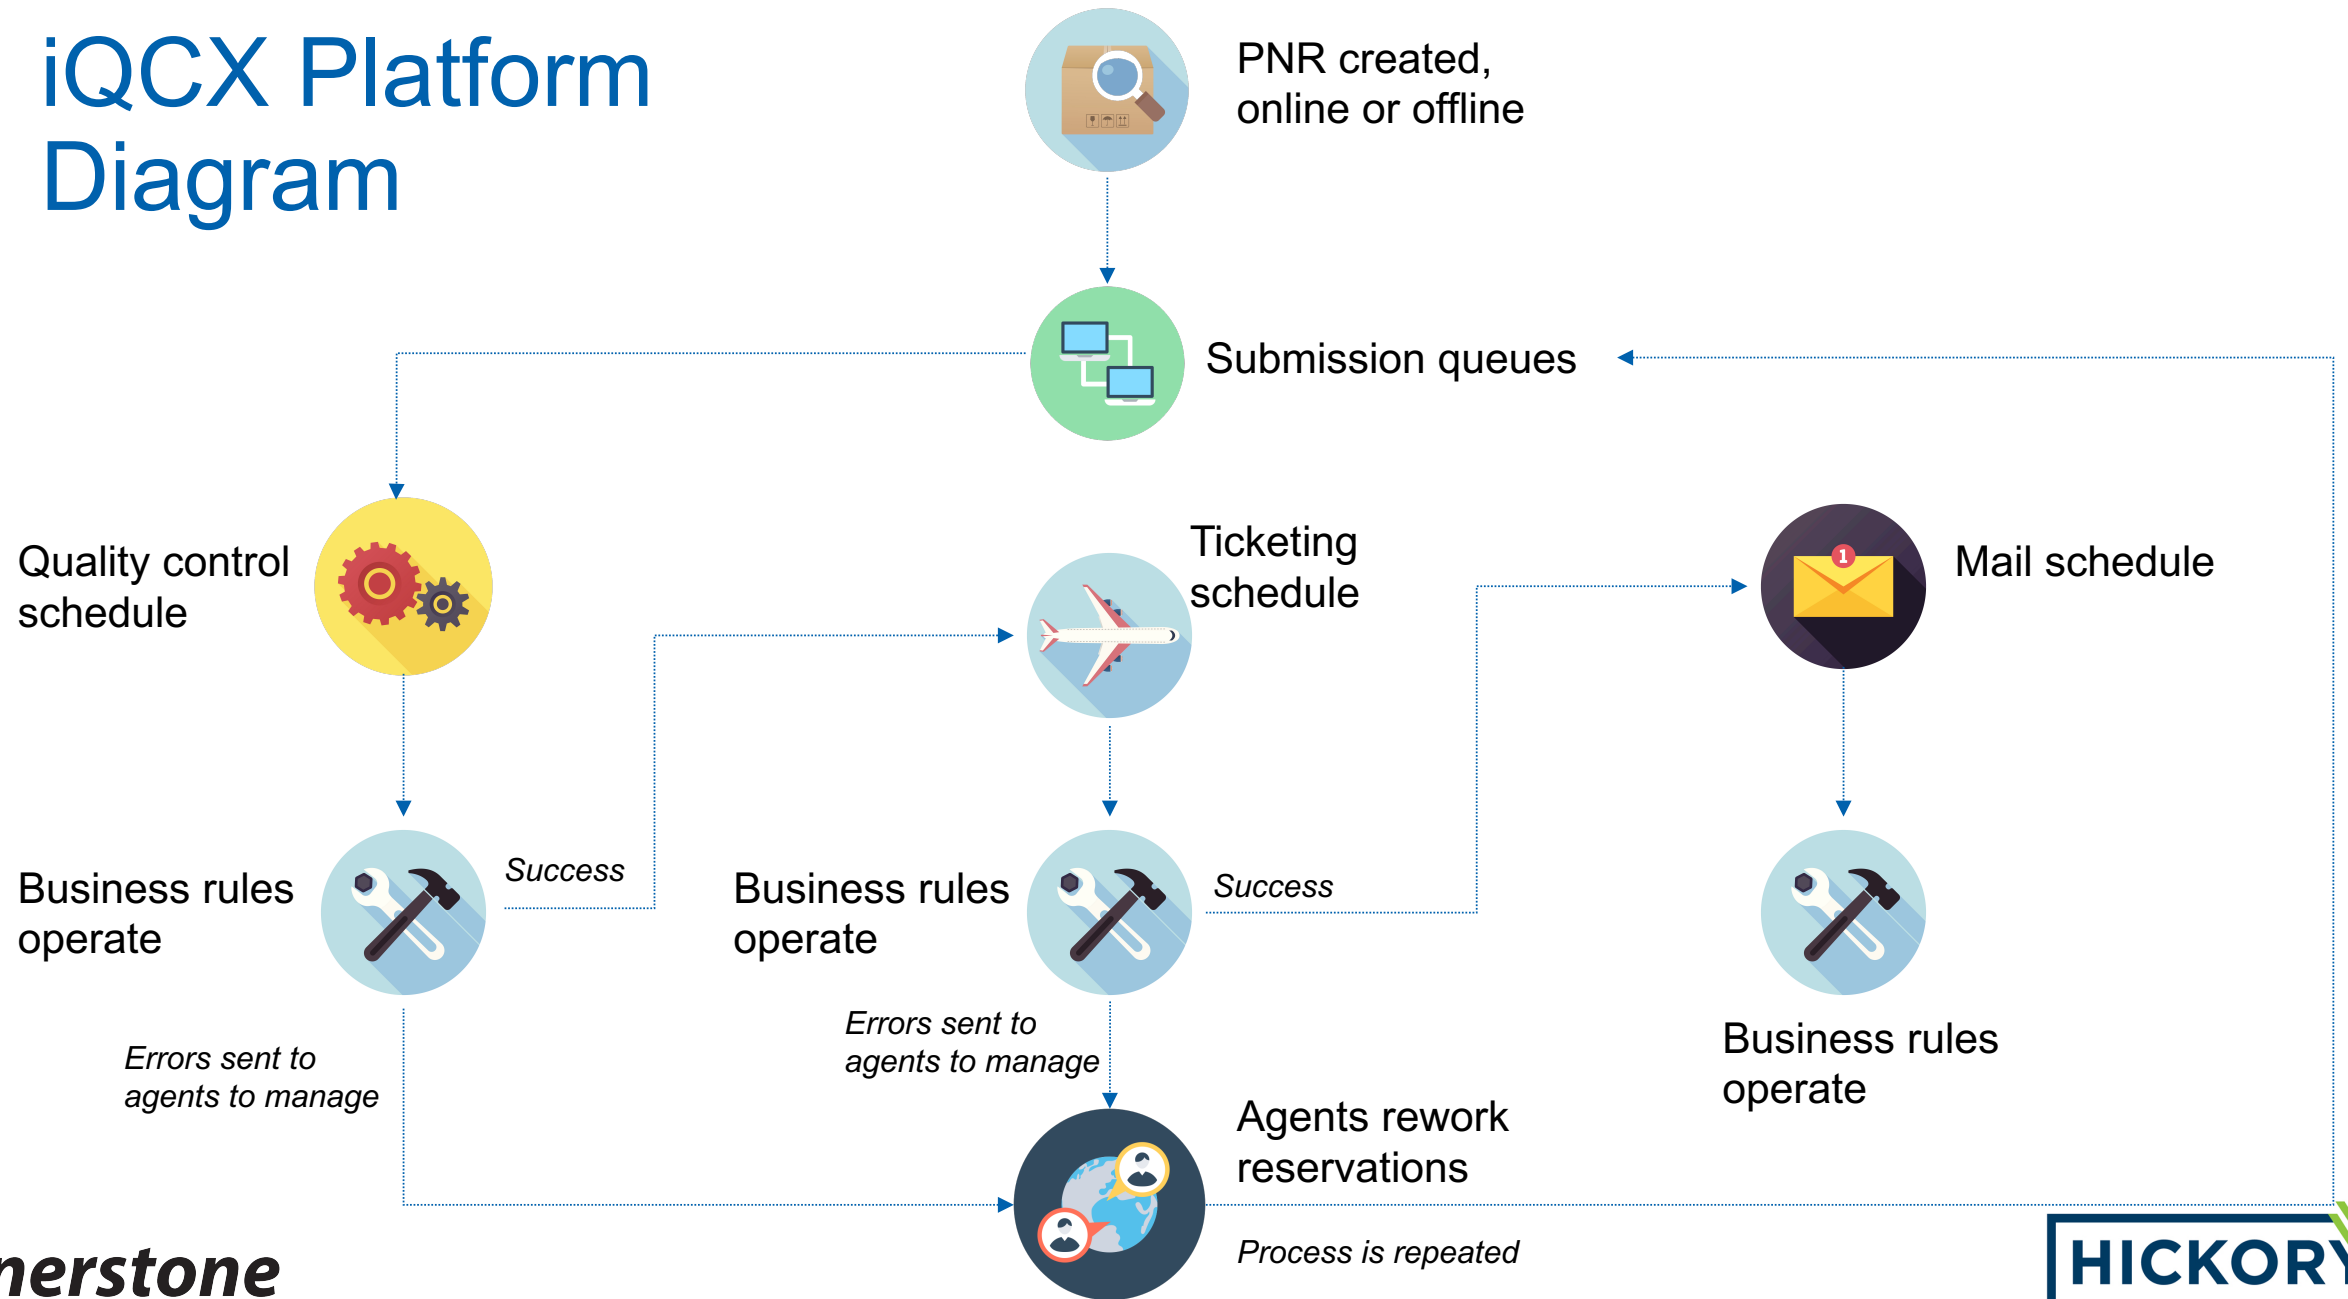 iQCX Platform
Diagram
PNR created,
online or offline
Submission queues
Quality control
schedule
Ticketing
schedule
1
Mail schedule
Business rules
operate
Success
Business rules
operate
Success
Errors sent to
agents to manage
Errors sent to
agents to manage
Business rules
operate
Agents rework
reservations
Process is repeated
nerstone
HICKORY